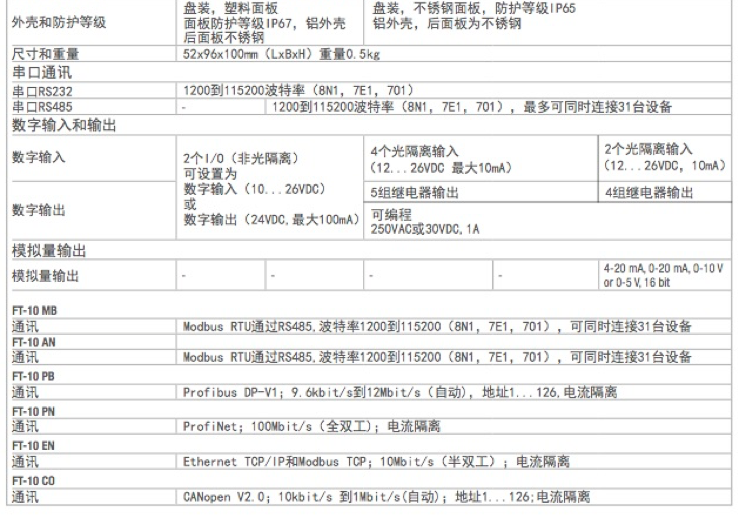 外壳和防护等级
盘装，塑料面板
面板防护等级IP67，铝外壳
后面板不锈钢
盘装，不锈钢面板，防护等级IP65
铝外壳，后面板为不锈钢
尺寸和重量
52x96x100mm（LxBxH）重量0.5kg
串口通讯
串口RS232
1200到115200波特率（8N1，7E1，7O1）
串口RS485
-
1200到115200波特率（8N1，7E1，7O1），最多可同时连接31台设备
数字输入和输出
数字输入
2个I/O（非光隔离）
可设置为
数字输入（10...26VDC）
或
数字输出（24VDC,最大100mA）
4个光隔离输入
（12...26VDC 最大10mA）
2个光隔离输入
（12...26VDC, 10mA）
数字输出
5组继电器输出
4组继电器输出
可编程
250VAC或30VDC,1A
模拟量输出
模拟量输出
-
-
-
-
4-20 mA, 0-20 mA, 0-10 V
or 0-5 V, 16 bit
FT-10 MB
通讯
Modbus RTU通过RS485,波特率1200到115200（8N1，7E1，7O1），可同时连接31台设备
FT-10 AN
通讯
Modbus RTU通过RS485,波特率1200到115200（8N1，7E1，7O1），可同时连接31台设备
FT-10 PB
通讯
Profibus DP-V1；9.6kbit/s到12Mbit/s（自动），地址1...126,电流隔离
FT-10 PN
通讯
ProfiNet；100Mbit/s（全双工）；电流隔离
FT-10 EN
通讯
Ethernet TCP/IP和Modbus TCP；10Mbit/s（半双工）；电流隔离
FT-10 CO
通讯
CANopen V2.0；10kbit/s 到1Mbit/s(自动)；地址1...126;电流隔离